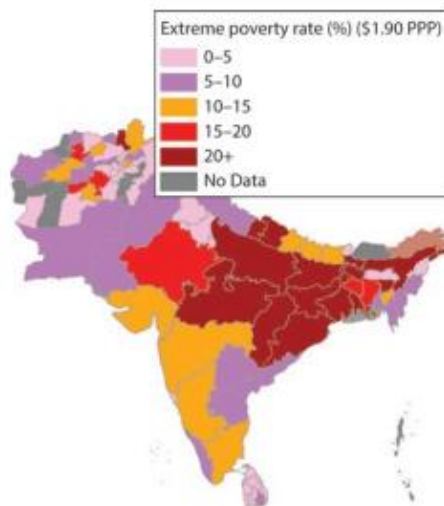 Extreme poverty rate (%) ($1.90 PPP)
0–5
5–10
10–15
15–20
20+
No Data